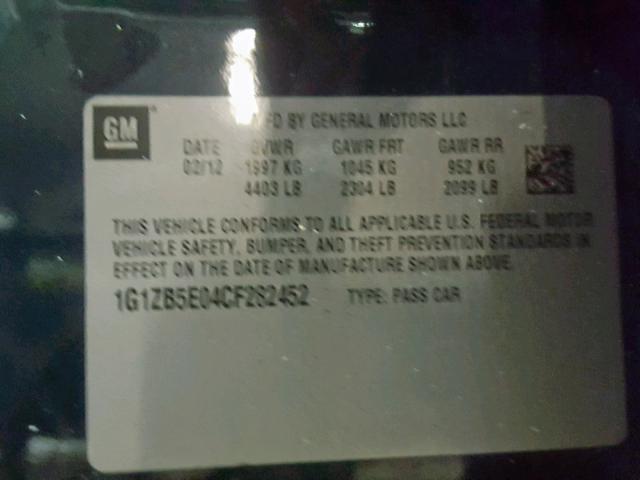 GM
MFD BY GENERAL MOTORS LLC
DATE GVWR GAWR FRT GAWR RR
02/12 1997 KG 1045 KG 952 KG
4403 LB 2304 LB 2099 LB
THIS VEHICLE CONFORMS TO ALL APPLICABLE U.S. FEDERAL MOTOR
VEHICLE SAFETY, BUMPER, AND THEFT PREVENTION STANDARDS IN
EFFECT ON THE DATE OF MANUFACTURE SHOWN ABOVE.
1G1ZB5E04CF282452 TYPE: PASS CAR